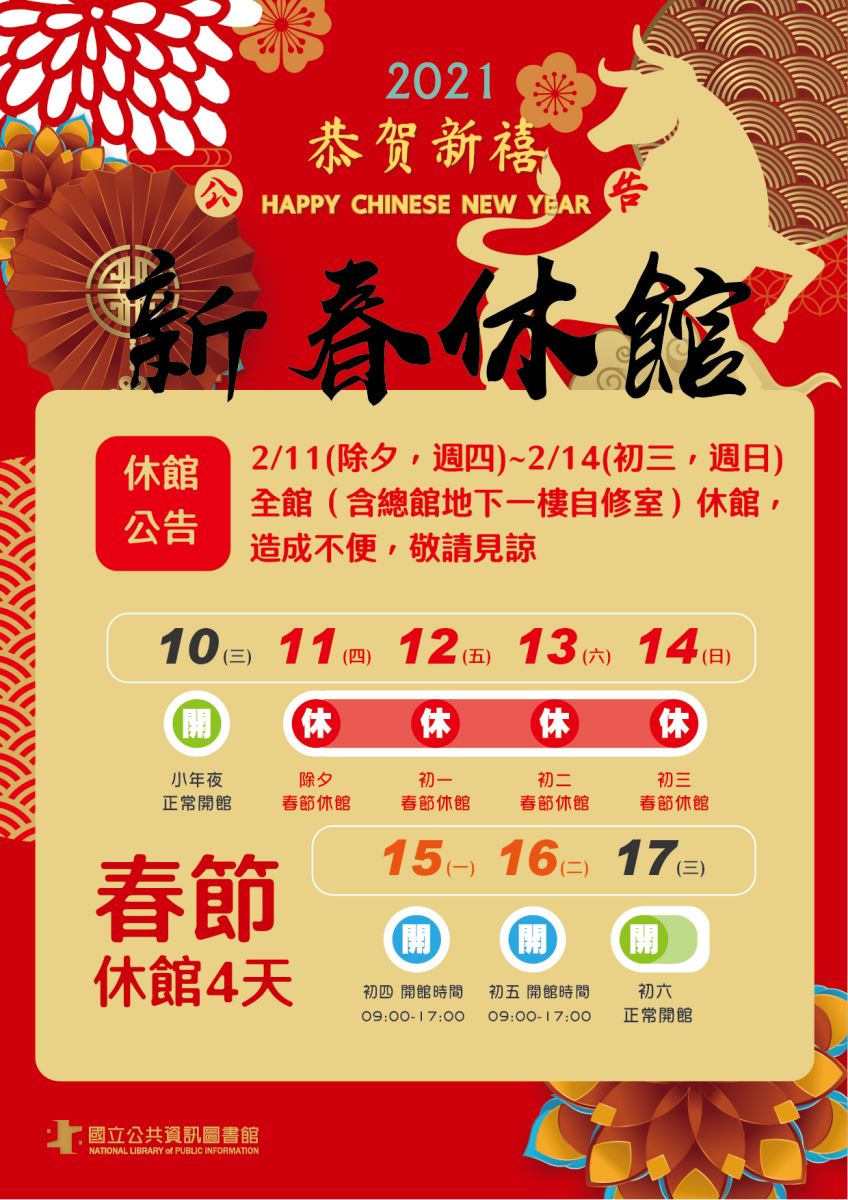 2021
恭贺新禧
公 HAPPY CHINESE NEW YEAR 告
新春休館
休館
公告
2/11(除夕，週四)~2/14(初三，週日)
全館（含總館地下一樓自修室）休館，
造成不便，敬請見諒
10(三) 11(四) 12(五) 13(六) 14(日)
開 休 休 休 休
小年夜 除夕 初一 初二 初三
正常開館 春節休館 春節休館 春節休館 春節休館
春節
休館4天
15(一) 16(二) 17(三)
開 開 開
初四 開館時間 初五 開館時間 初六
09:00-17:00 09:00-17:00 正常開館
國立公共資訊圖書館
NATIONAL LIBRARY of PUBLIC INFORMATION